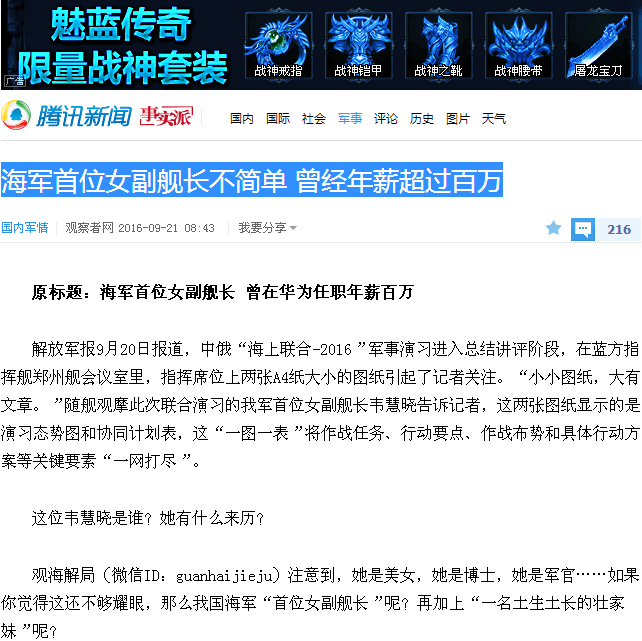 魅蓝传奇
限量战神套装
广告
战神戒指 战神铠甲 战神之靴 战神腰带 屠龙宝刀
腾讯新闻 事实派 国内 国际 社会 军事 评论 历史 图片 天气
海军首位女副舰长不简单 曾经年薪超过百万
国内军情 观察者网 2016-09-21 08:43 我要分享 216
原标题：海军首位女副舰长 曾在华为任职年薪百万
解放军报9月20日报道，中俄“海上联合-2016”军事演习进入总结讲评阶段，在蓝方指
挥舰郑州舰会议室里，指挥席位上两张A4纸大小的图纸引起了记者关注。“小小图纸，大有
文章。”随舰观摩此次联合演习的我军首位女副舰长韦慧晓告诉记者，这两张图纸显示的是
演习态势图和协同计划表，这“一图一表”将作战任务、行动要点、作战布势和具体行动方
案等关键要素“一网打尽”。
这位韦慧晓是谁？她有什么来历？
观海解局（微信ID：guanhaijieju）注意到，她是美女，她是博士，她是军官……如果
你觉得这还不够耀眼，那么我国海军“首位女副舰长”呢？再加上“一名土生土长的壮家
妹”呢？